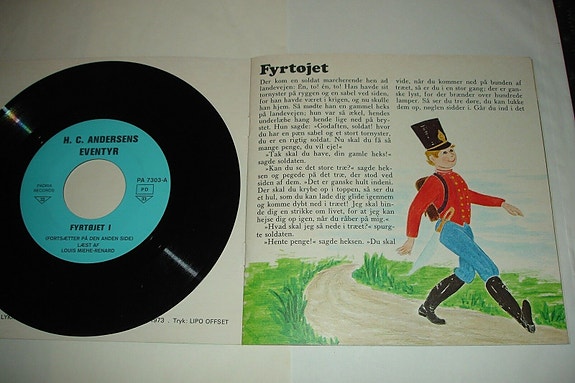 H. C. ANDERSENS
EVENTYR
PA 7303-A
FADNA
RECORDS
FD
33
33
FYRTØJET I
(FORTSÆTTER PÅ DEN ANDEN SIDE)
LÆST AF
LOUIS MIEHE-RENARD
LY
973 . Tryk: LIPO OFFSET
Fyrtøjet
Der kom en soldat marcherende hen ad
landevejen: En, to! én, to! Han havde sit
tornyster på ryggen og en sabel ved siden,
for han havde været i krigen, og nu skulle
han hjem. Så mødte han en gammel heks
på landevejen; hun var så ækel, hendes
underlæbe hang hende lige ned på bry-
stet. Hun sagde: »Godaften, soldat! hvor
du har en pæn sabel og et stort tornyster,
du er en rigtig soldat. Nu skal du få så
mange penge, du vil eje!«
»Tak skal du have, din gamle heks!«
sagde soldaten.
»Kan du se det store træ?« sagde hek-
sen og pegede på det træ, der stod ved
siden af dem. »Det er ganske hult indeni.
Der skal du krybe op i toppen, så ser du
et hul, som du kan lade dig glide igennem
og komme dybt ned i træet! Jeg skal bin-
de dig en strikke om livet, for at jeg kan
hejse dig op igen, når du råber på mig.«
»Hvad skal jeg så nede i træet?« spurg-
te soldaten.
»Hente penge!« sagde heksen. »Du skal
vide, når du kommer ned på bunden af
træet, så er du i en stor gang; der er gan-
ske lyst, for der brænder over hundrede
lamper. Så ser du tre døre, du kan lukke
dem op, nøglen sidder i. Går du ind i det